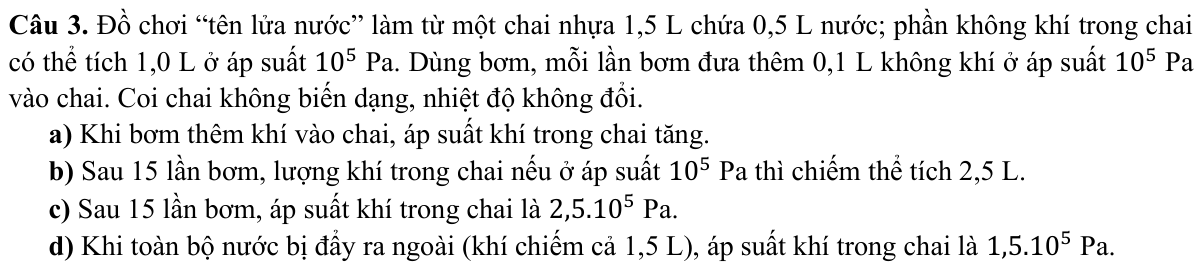 Câu 3. Đồ chơi “tên lửa nước” làm từ một chai nhựa 1,5 L chứa 0,5 L nước; phần không khí trong chai
có thể tích 1,0 L ở áp suất 10⁵ Pa. Dùng bơm, mỗi lần bơm đưa thêm 0,1 L không khí ở áp suất 10⁵ Pa
vào chai. Coi chai không biến dạng, nhiệt độ không đổi.
a) Khi bơm thêm khí vào chai, áp suất khí trong chai tăng.
b) Sau 15 lần bơm, lượng khí trong chai nếu ở áp suất 10⁵ Pa thì chiếm thể tích 2,5 L.
c) Sau 15 lần bơm, áp suất khí trong chai là 2,5.10⁵ Pa.
d) Khi toàn bộ nước bị đẩy ra ngoài (khí chiếm cả 1,5 L), áp suất khí trong chai là 1,5.10⁵ Pa.